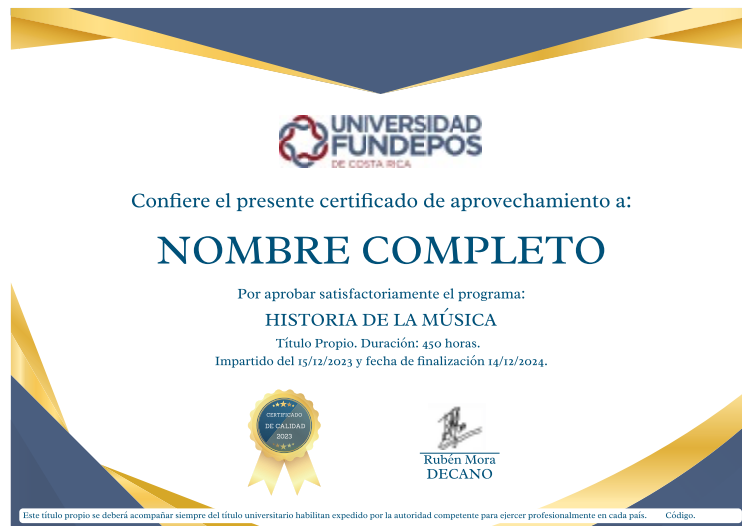 UNIVERSIDAD
FUNDEPOS
DE COSTA RICA
Confiere el presente certificado de aprovechamiento a:
NOMBRE COMPLETO
Por aprobar satisfactoriamente el programa:
HISTORIA DE LA MÚSICA
Título Propio. Duración: 450 horas.
Impartido del 15/12/2023 y fecha de finalización 14/12/2024.
CERTIFICADO
DE CALIDAD
2023
Rubén Mora
DECANO
Este título propio se deberá acompañar siempre del título universitario habilitan expedido por la autoridad competente para ejercer profesionalmente en cada país. Código.